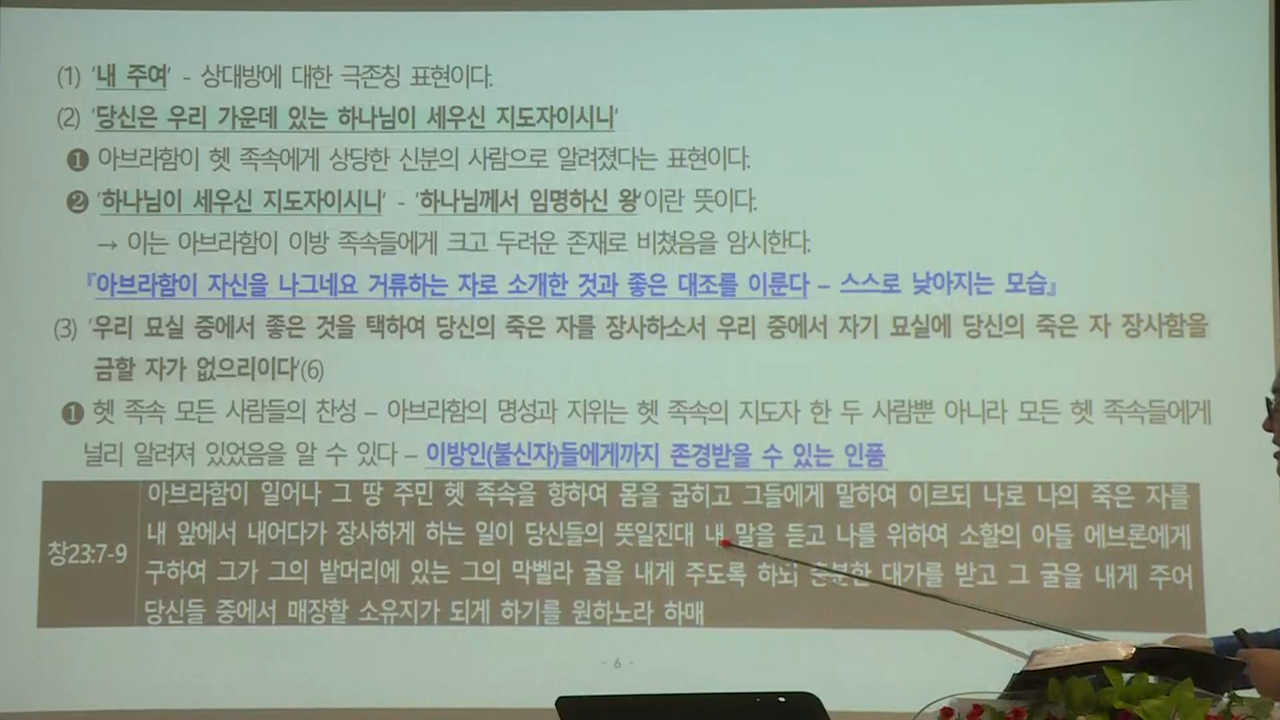 (1) '내 주여' - 상대방에 대한 극존칭 표현이다.
(2) '당신은 우리 가운데 있는 하나님이 세우신 지도자이시니'
❶ 아브라함이 헷 족속에게 상당한 신분의 사람으로 알려졌다는 표현이다.
❷ '하나님이 세우신 지도자이시니' - '하나님께서 임명하신 왕'이란 뜻이다.
→ 이는 아브라함이 이방 족속들에게 크고 두려운 존재로 비쳤음을 암시한다.
『아브라함이 자신을 나그네요 거류하는 자로 소개한 것과 좋은 대조를 이룬다 – 스스로 낮아지는 모습』
(3) '우리 묘실 중에서 좋은 것을 택하여 당신의 죽은 자를 장사하소서 우리 중에서 자기 묘실에 당신의 죽은 자 장사함을
금할 자가 없으리이다'(6)
❶ 헷 족속 모든 사람들의 찬성 – 아브라함의 명성과 지위는 헷 족속의 지도자 한 두 사람뿐 아니라 모든 헷 족속들에게
널리 알려져 있었음을 알 수 있다 – 이방인(불신자)들에게까지 존경받을 수 있는 인품
창23:7-9
아브라함이 일어나 그 땅 주민 헷 족속을 향하여 몸을 굽히고 그들에게 말하여 이르되 나로 나의 죽은 자를
내 앞에서 내어다가 장사하게 하는 일이 당신들의 뜻일진대 내 말을 듣고 나를 위하여 소할의 아들 에브론에게
구하여 그가 그의 밭머리에 있는 그의 막벨라 굴을 내게 주도록 하되 충분한 대가를 받고 그 굴을 내게 주어
당신들 중에서 매장할 소유지가 되게 하기를 원하노라 하매
- 6 -